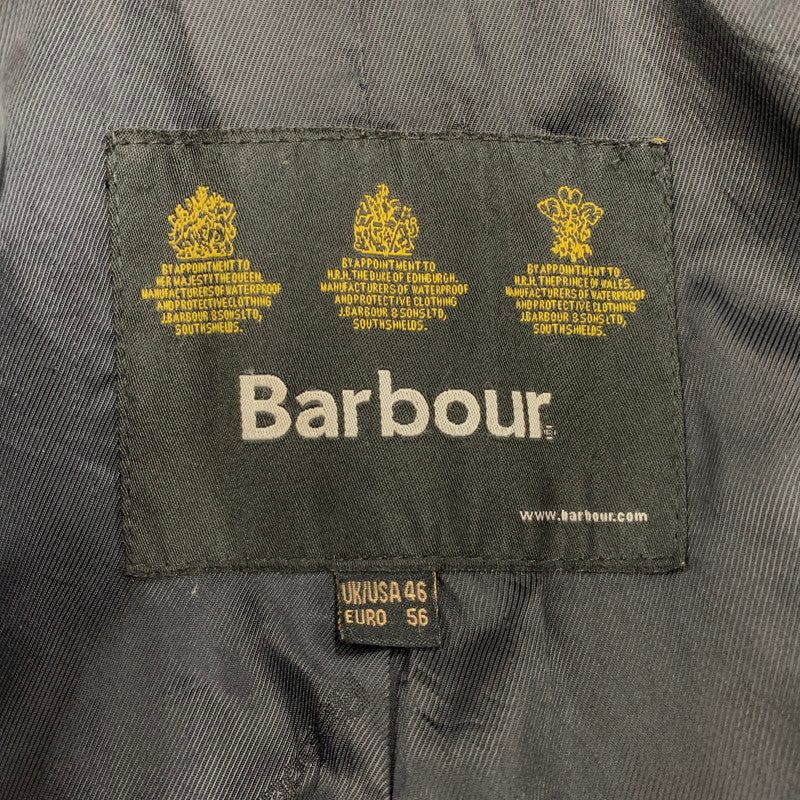 BY APPOINTMENT TO
HER MAJESTY THE QUEEN.
MANUFACTURERS OF WATERPROOF
AND PROTECTIVE CLOTHING
J.BARBOUR & SONS LTD,
SOUTH SHIELDS.
BY APPOINTMENT TO
H.R.H. THE DUKE OF EDINBURGH.
MANUFACTURERS OF WATERPROOF
AND PROTECTIVE CLOTHING
J.BARBOUR & SONS LTD,
SOUTH SHIELDS.
BY APPOINTMENT TO
H.R.H. THE PRINCE OF WALES.
MANUFACTURERS OF WATERPROOF
AND PROTECTIVE CLOTHING
J.BARBOUR & SONS LTD,
SOUTH SHIELDS.
Barbour®
www.barbour.com
UK/USA 46
EURO 56